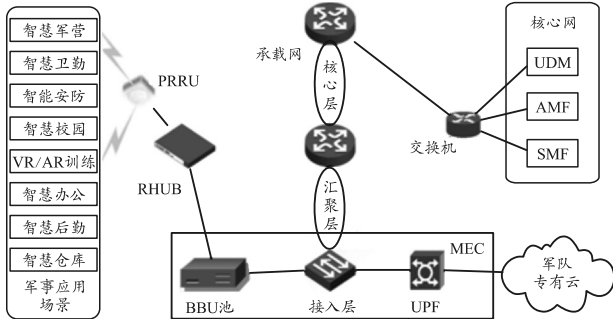 智慧军营
智慧卫勤
智能安防
智慧校园
VR/AR训练
智慧办公
智慧后勤
智慧仓库
军事应用
场景
PRRU
RHUB
承载网
核心层
汇聚层
BBU池
接入层
UPF
MEC
交换机
核心网
UDM
AMF
SMF
军队
专有云